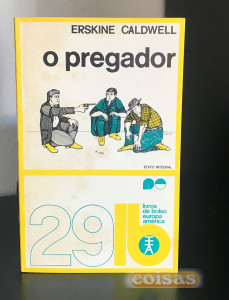 ERSKINE CALDWELL
o pregador
TEXTO INTEGRAL
29 lb
livros
de bolso
europa
américa
coisas